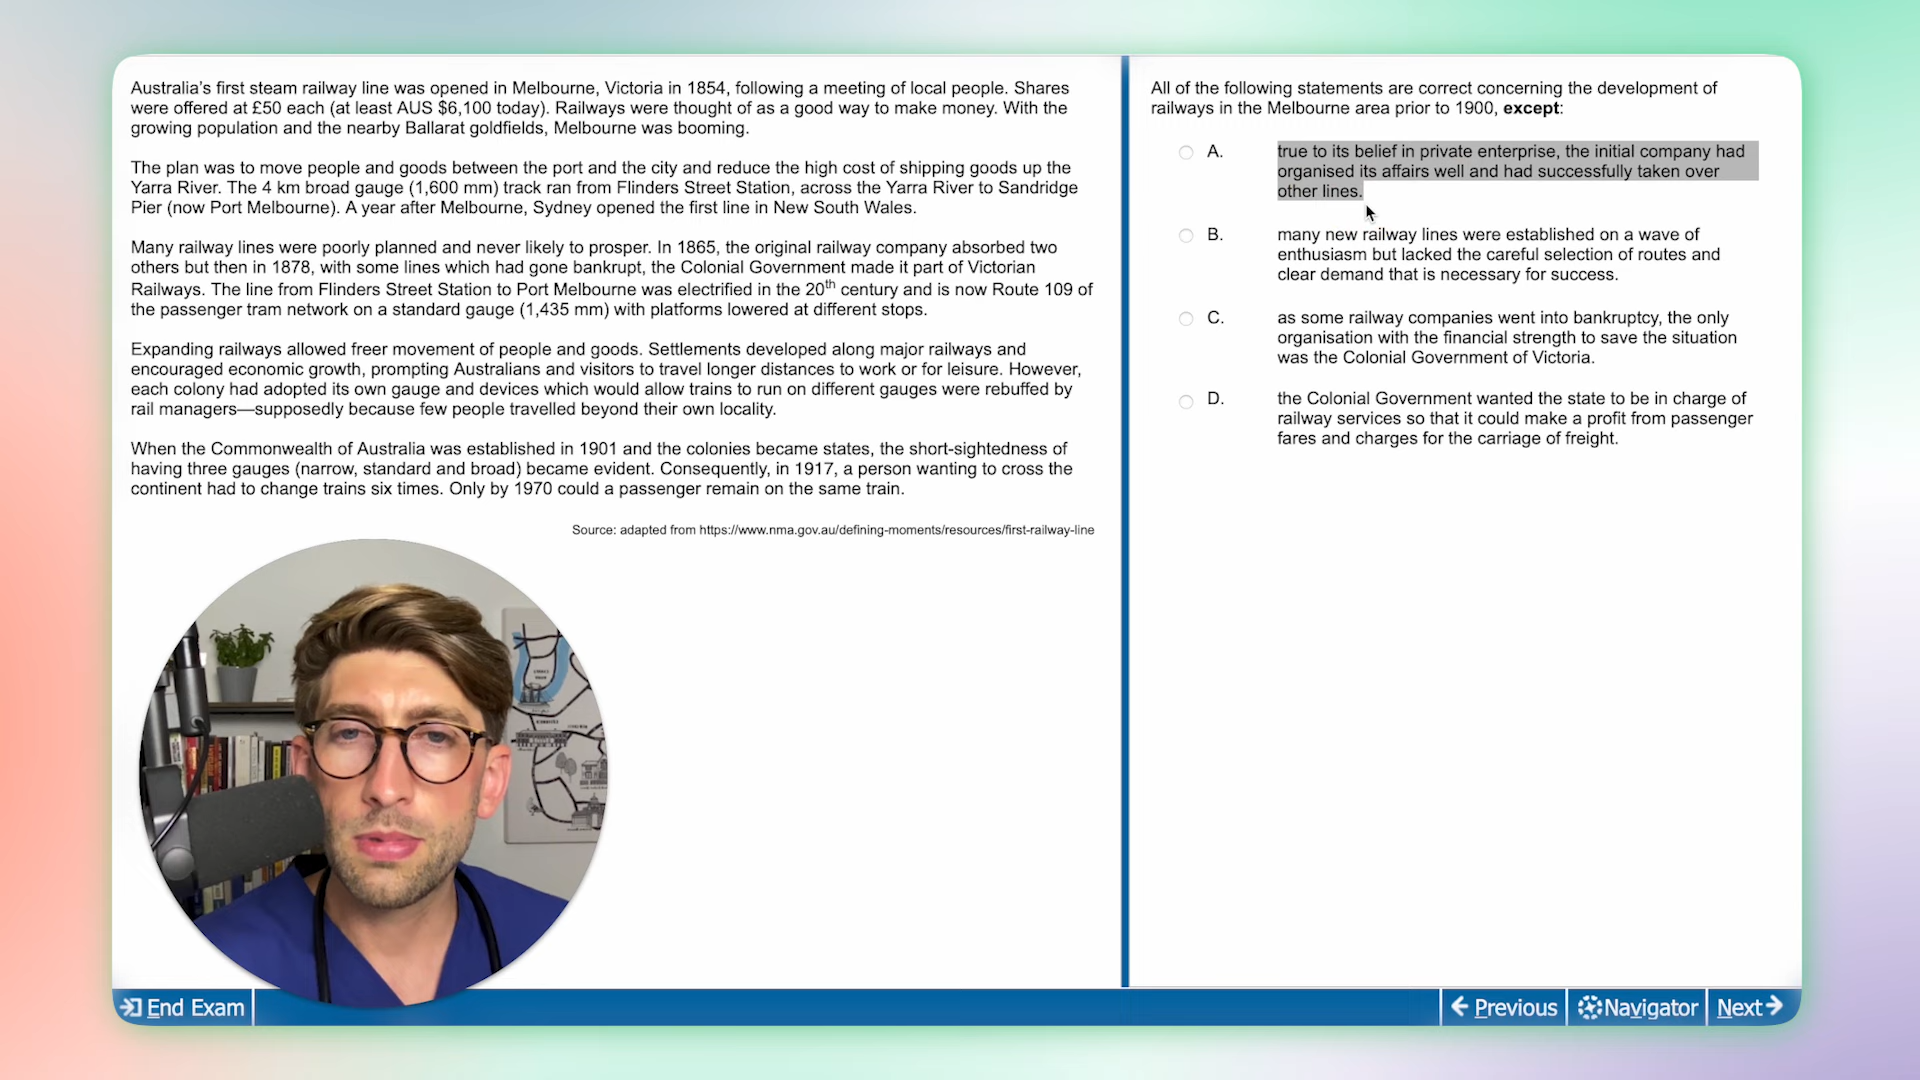 Australia's first steam railway line was opened in Melbourne, Victoria in 1854, following a meeting of local people. Shares
were offered at £50 each (at least AUS $6,100 today). Railways were thought of as a good way to make money. With the
growing population and the nearby Ballarat goldfields, Melbourne was booming.
The plan was to move people and goods between the port and the city and reduce the high cost of shipping goods up the
Yarra River. The 4 km broad gauge (1,600 mm) track ran from Flinders Street Station, across the Yarra River to Sandridge
Pier (now Port Melbourne). A year after Melbourne, Sydney opened the first line in New South Wales.
Many railway lines were poorly planned and never likely to prosper. In 1865, the original railway company absorbed two
others but then in 1878, with some lines which had gone bankrupt, the Colonial Government made it part of Victorian
Railways. The line from Flinders Street Station to Port Melbourne was electrified in the 20th century and is now Route 109 of
the passenger tram network on a standard gauge (1,435 mm) with platforms lowered at different stops.
Expanding railways allowed freer movement of people and goods. Settlements developed along major railways and
encouraged economic growth, prompting Australians and visitors to travel longer distances to work or for leisure. However,
each colony had adopted its own gauge and devices which would allow trains to run on different gauges were rebuffed by
rail managers—supposedly because few people travelled beyond their own locality.
When the Commonwealth of Australia was established in 1901 and the colonies became states, the short-sightedness of
having three gauges (narrow, standard and broad) became evident. Consequently, in 1917, a person wanting to cross the
continent had to change trains six times. Only by 1970 could a passenger remain on the same train.
Source: adapted from https://www.nma.gov.au/defining-moments/resources/first-railway-line
All of the following statements are correct concerning the development of
railways in the Melbourne area prior to 1900, except:
A. true to its belief in private enterprise, the initial company had
organised its affairs well and had successfully taken over
other lines.
B. many new railway lines were established on a wave of
enthusiasm but lacked the careful selection of routes and
clear demand that is necessary for success.
C. as some railway companies went into bankruptcy, the only
organisation with the financial strength to save the situation
was the Colonial Government of Victoria.
D. the Colonial Government wanted the state to be in charge of
railway services so that it could make a profit from passenger
fares and charges for the carriage of freight.
End Exam
Previous
Navigator
Next